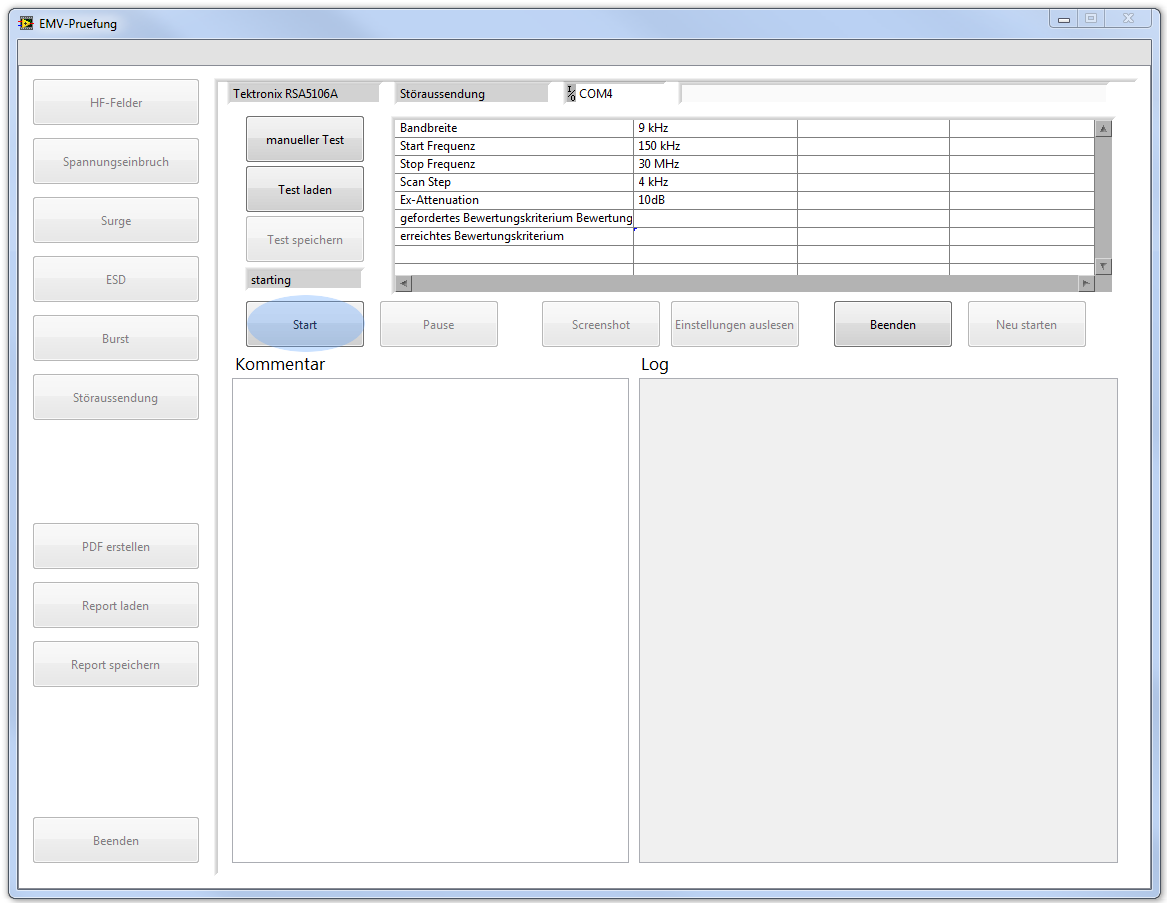 EMV-Pruefung
HF-Felder
Spannungseinbruch
Surge
ESD
Burst
Störaussendung
PDF erstellen
Report laden
Report speichern
Beenden
Tektronix RSA5106A
Störaussendung
I/O COM4
manueller Test
Test laden
Test speichern
starting
Bandbreite 9 kHz
Start Frequenz 150 kHz
Stop Frequenz 30 MHz
Scan Step 4 kHz
Ex-Attenuation 10dB
gefordertes Bewertungskriterium Bewertung
erreichtes Bewertungskriterium
Start Pause Screenshot Einstellungen auslesen Beenden Neu starten
Kommentar
Log